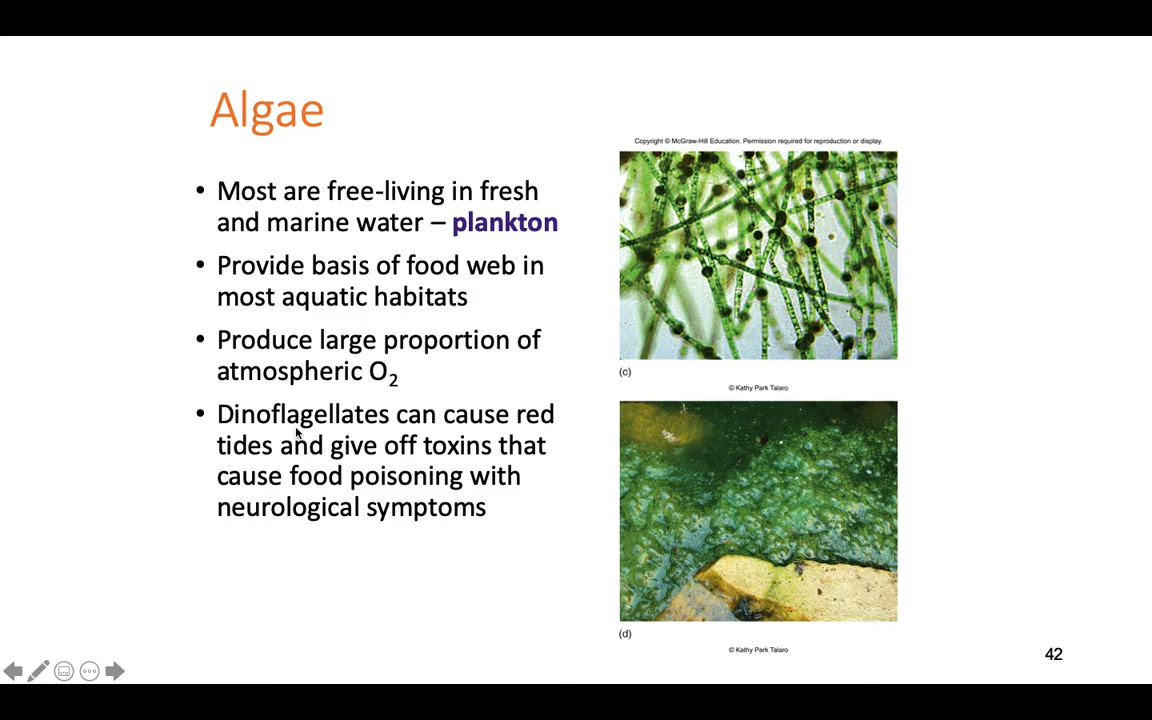 Algae
• Most are free-living in fresh
and marine water – plankton
• Provide basis of food web in
most aquatic habitats
• Produce large proportion of
atmospheric O₂
• Dinoflagellates can cause red
tides and give off toxins that
cause food poisoning with
neurological symptoms
Copyright © McGraw-Hill Education. Permission required for reproduction or display.
(c)
© Kathy Park Talaro
(d)
© Kathy Park Talaro
42